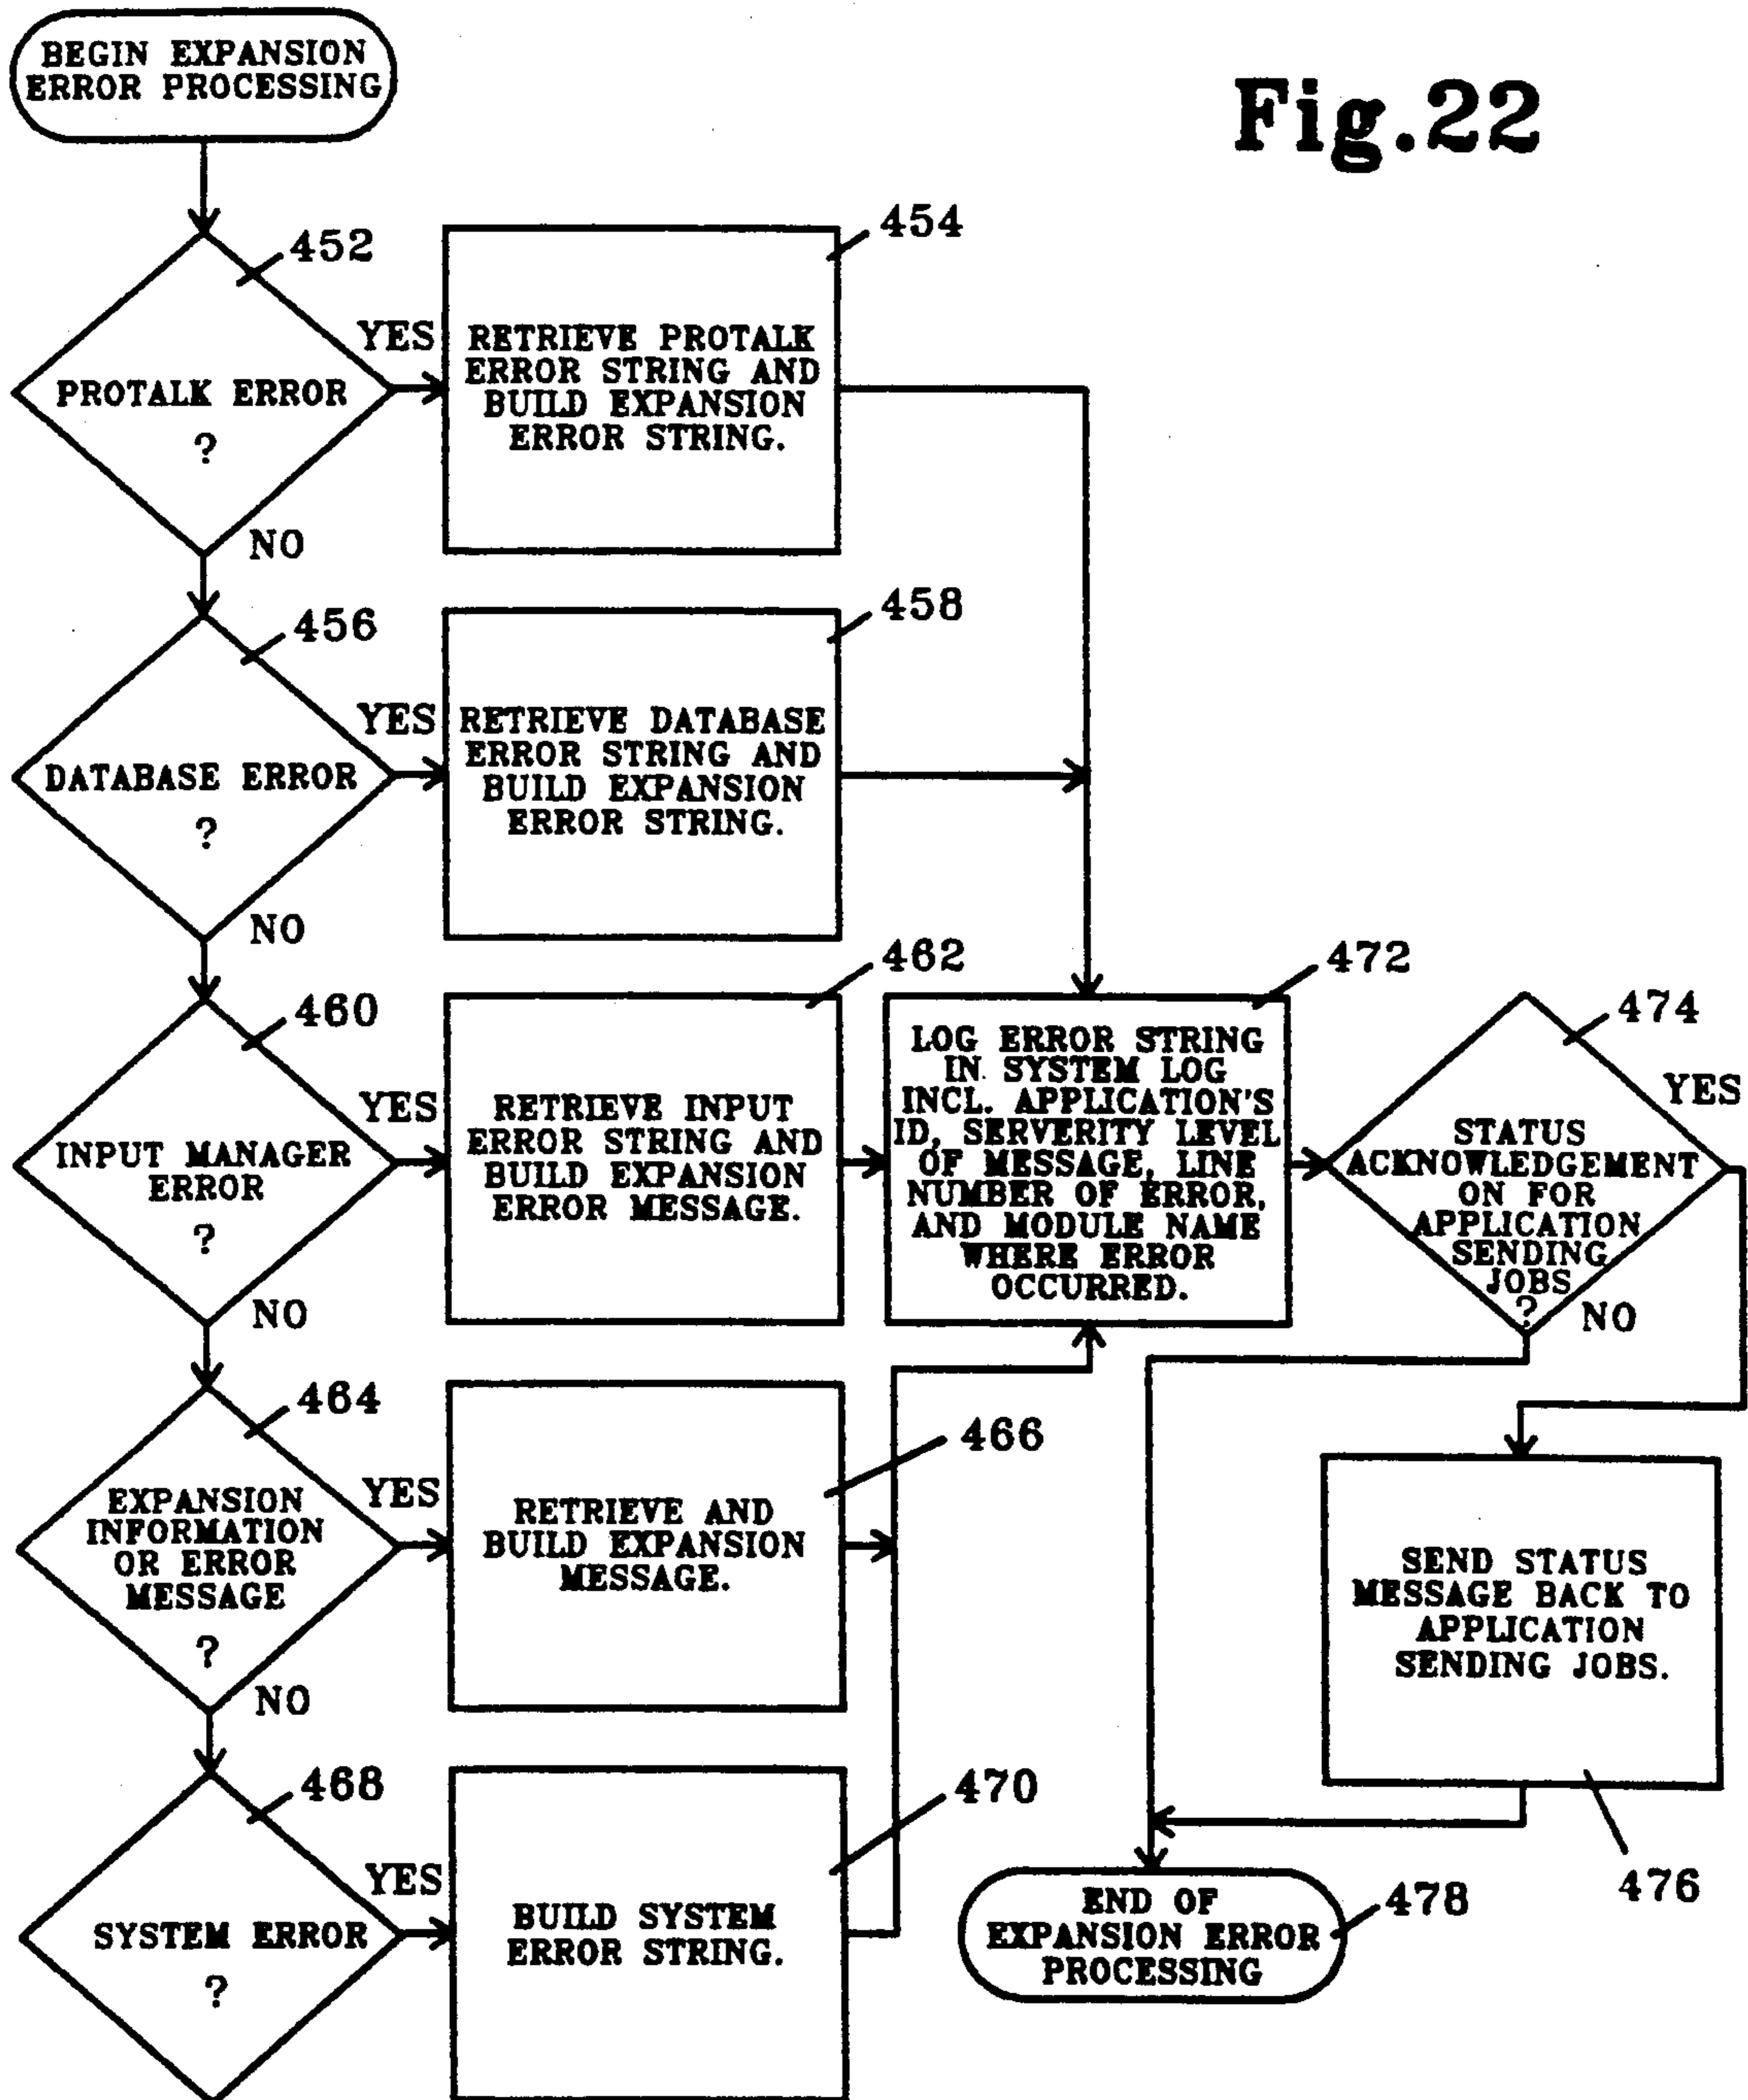 BEGIN EXPANSION
ERROR PROCESSING
Fig.22
452
PROTALK ERROR
?
YES
NO
454
RETRIEVE PROTALK
ERROR STRING AND
BUILD EXPANSION
ERROR STRING.
456
DATABASE ERROR
?
YES
NO
458
RETRIEVE DATABASE
ERROR STRING AND
BUILD EXPANSION
ERROR STRING.
460
INPUT MANAGER
ERROR
?
YES
NO
462
RETRIEVE INPUT
ERROR STRING AND
BUILD EXPANSION
ERROR MESSAGE.
472
LOG ERROR STRING
IN SYSTEM LOG
INCL. APPLICATION'S
ID, SERVERITY LEVEL
OF MESSAGE, LINE
NUMBER OF ERROR,
AND MODULE NAME
WHERE ERROR
OCCURRED.
474
STATUS
ACKNOWLEDGEMENT
ON FOR
APPLICATION
SENDING
JOBS
?
YES
NO
464
EXPANSION
INFORMATION
OR ERROR
MESSAGE
?
YES
NO
466
RETRIEVE AND
BUILD EXPANSION
MESSAGE.
SEND STATUS
MESSAGE BACK TO
APPLICATION
SENDING JOBS.
476
468
SYSTEM ERROR
?
YES
470
BUILD SYSTEM
ERROR STRING.
END OF
EXPANSION ERROR
PROCESSING
478